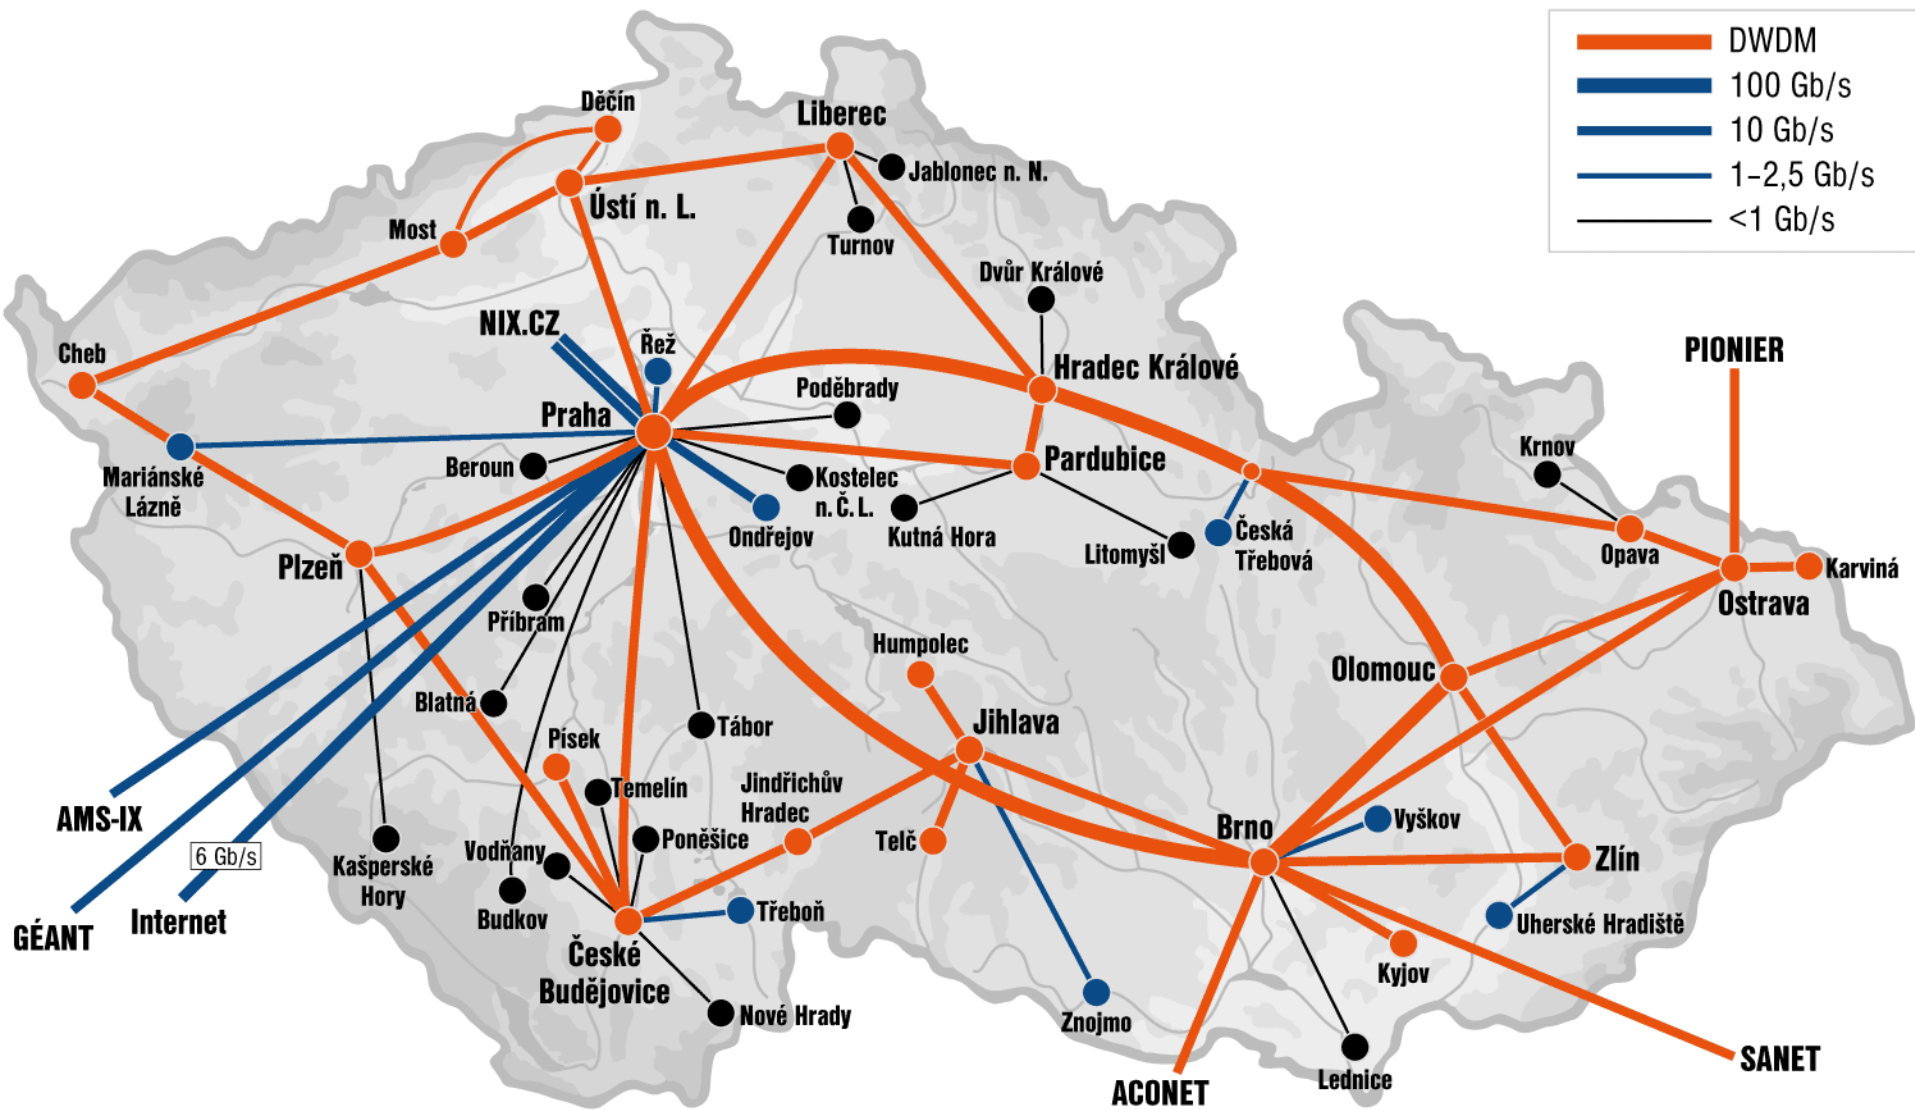 DWDM
100 Gb/s
10 Gb/s
1–2,5 Gb/s
<1 Gb/s
Děčín
Liberec
Jablonec n. N.
Ústí n. L.
Most
Turnov
Dvůr Králové
NIX.CZ
Řež
Cheb
PIONIER
Hradec Králové
Poděbrady
Praha
Krnov
Beroun
Pardubice
Mariánské
Lázně
Kostelec
n. Č. L.
Ondřejov
Kutná Hora
Litomyšl
Česká
Třebová
Opava
Karviná
Plzeň
Ostrava
Příbram
Humpolec
Olomouc
Blatná
Tábor
Jihlava
Písek
Temelín
Jindřichův
Hradec
AMS-IX
Vyškov
Brno
Poněšice
Telč
6 Gb/s
Vodňany
Zlín
Kašperské
Hory
Budkov
Třeboň
Internet
GÉANT
Uherské Hradiště
České
Budějovice
Kyjov
Nové Hrady
Znojmo
SANET
Lednice
ACONET